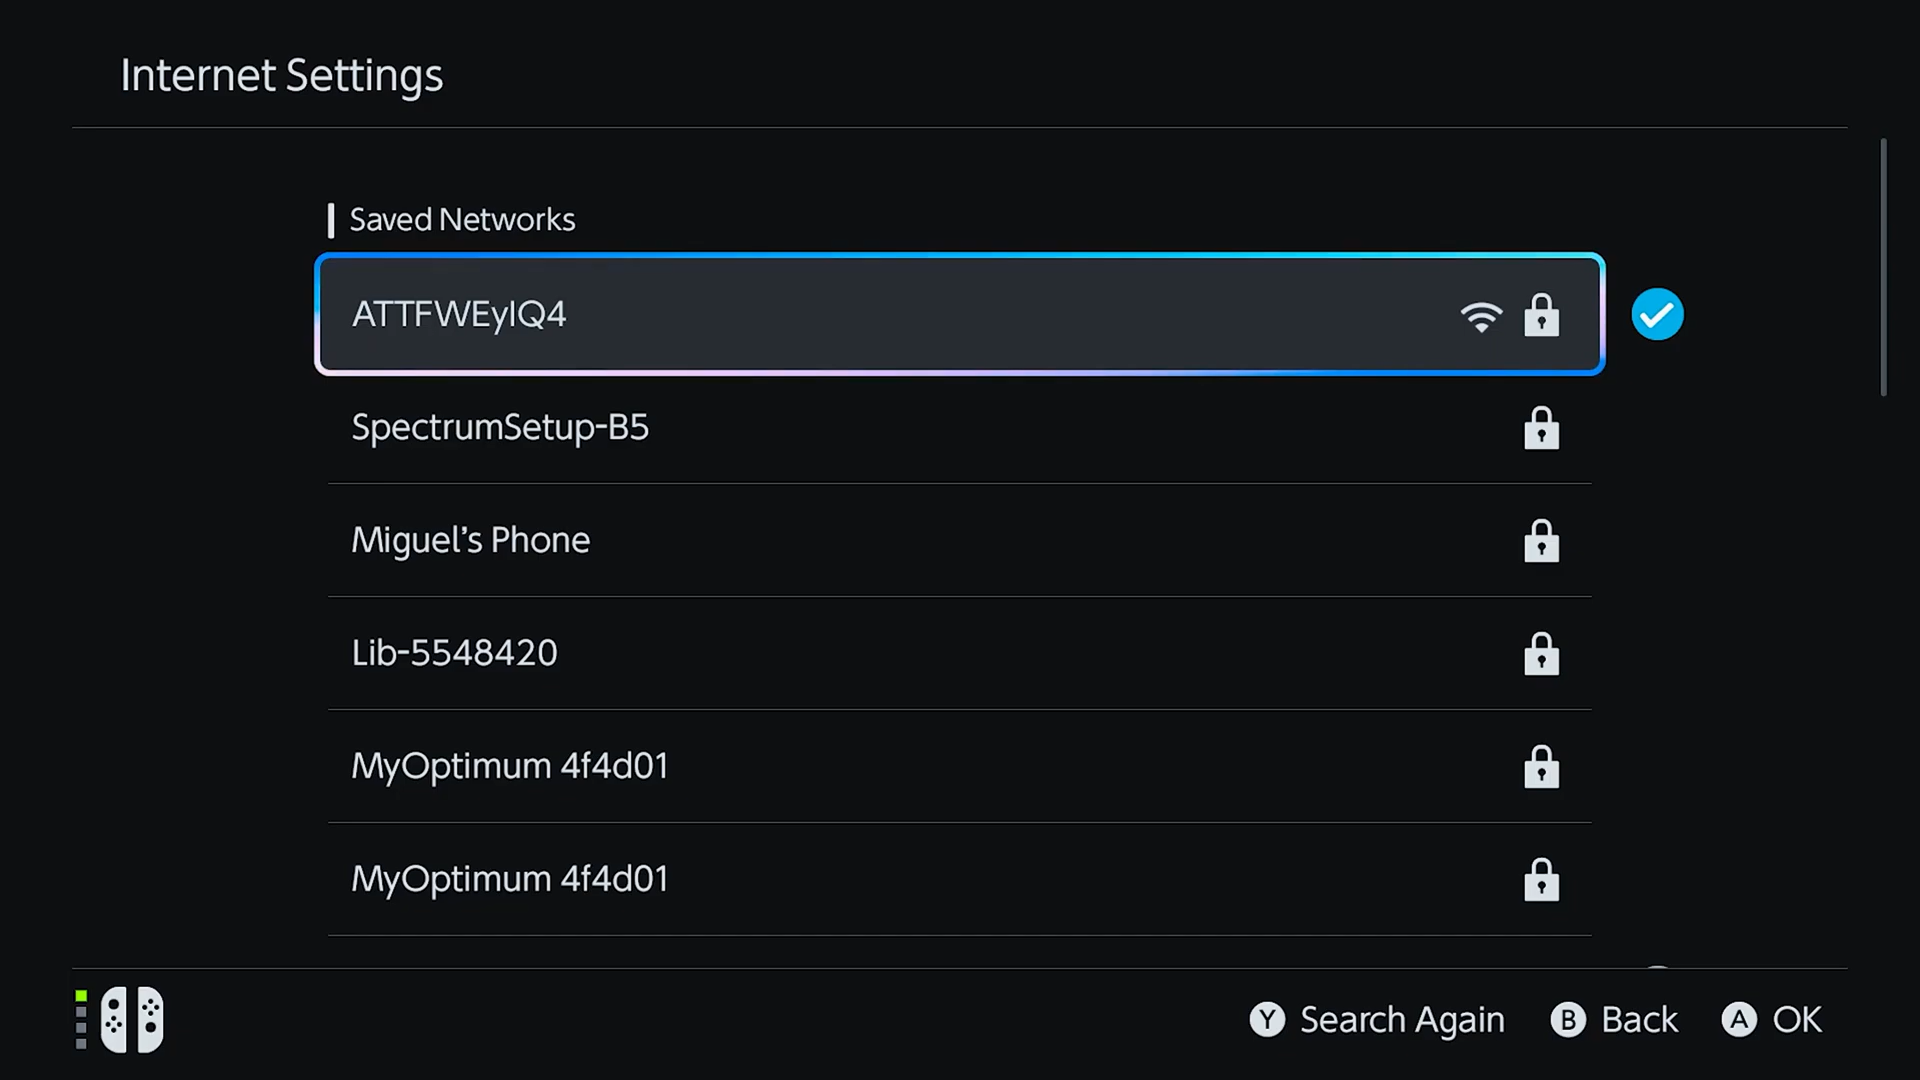 Internet Settings
Saved Networks
ATTFWEyIQ4
SpectrumSetup-B5
Miguel’s Phone
Lib-5548420
MyOptimum 4f4d01
MyOptimum 4f4d01
Y Search Again B Back A OK